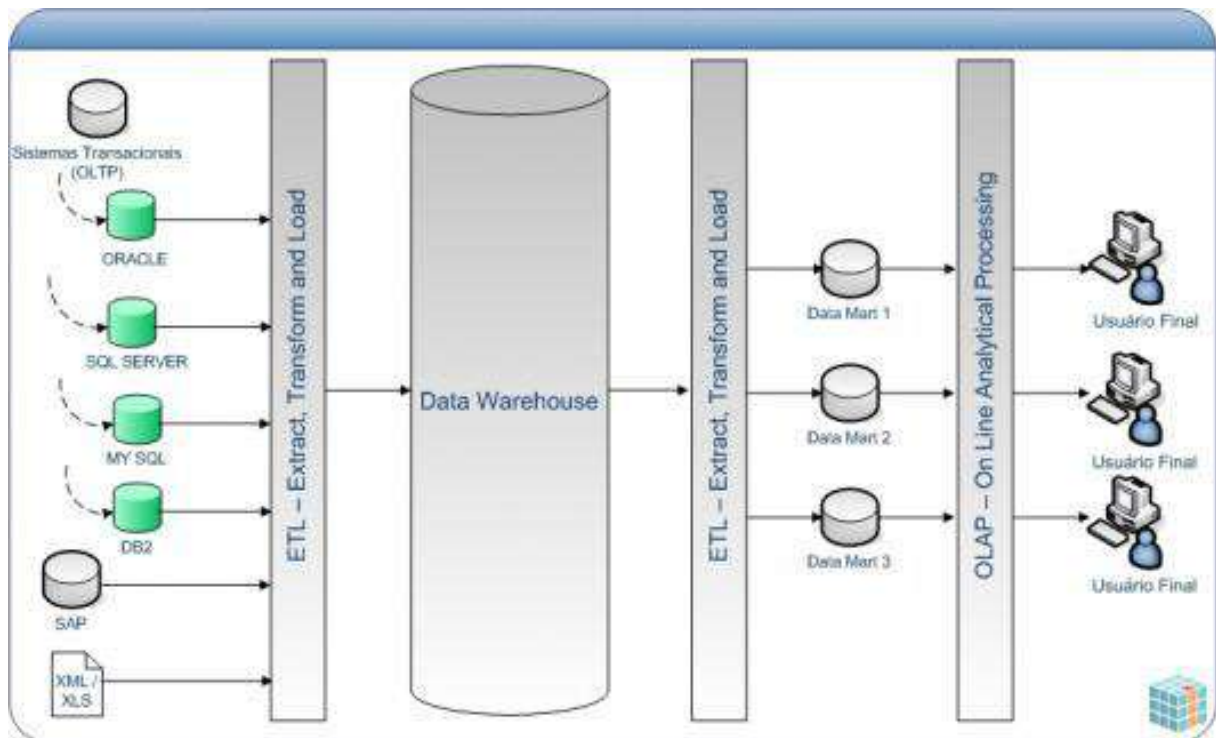 Sistemas Transacionais
(OLTP)
ORACLE
SQL SERVER
MY SQL
DB2
SAP
XML /
XLS
ETL – Extract, Transform and Load
Data Warehouse
ETL – Extract, Transform and Load
Data Mart 1
Data Mart 2
Data Mart 3
OLAP – On Line Analytical Processing
Usuário Final
Usuário Final
Usuário Final